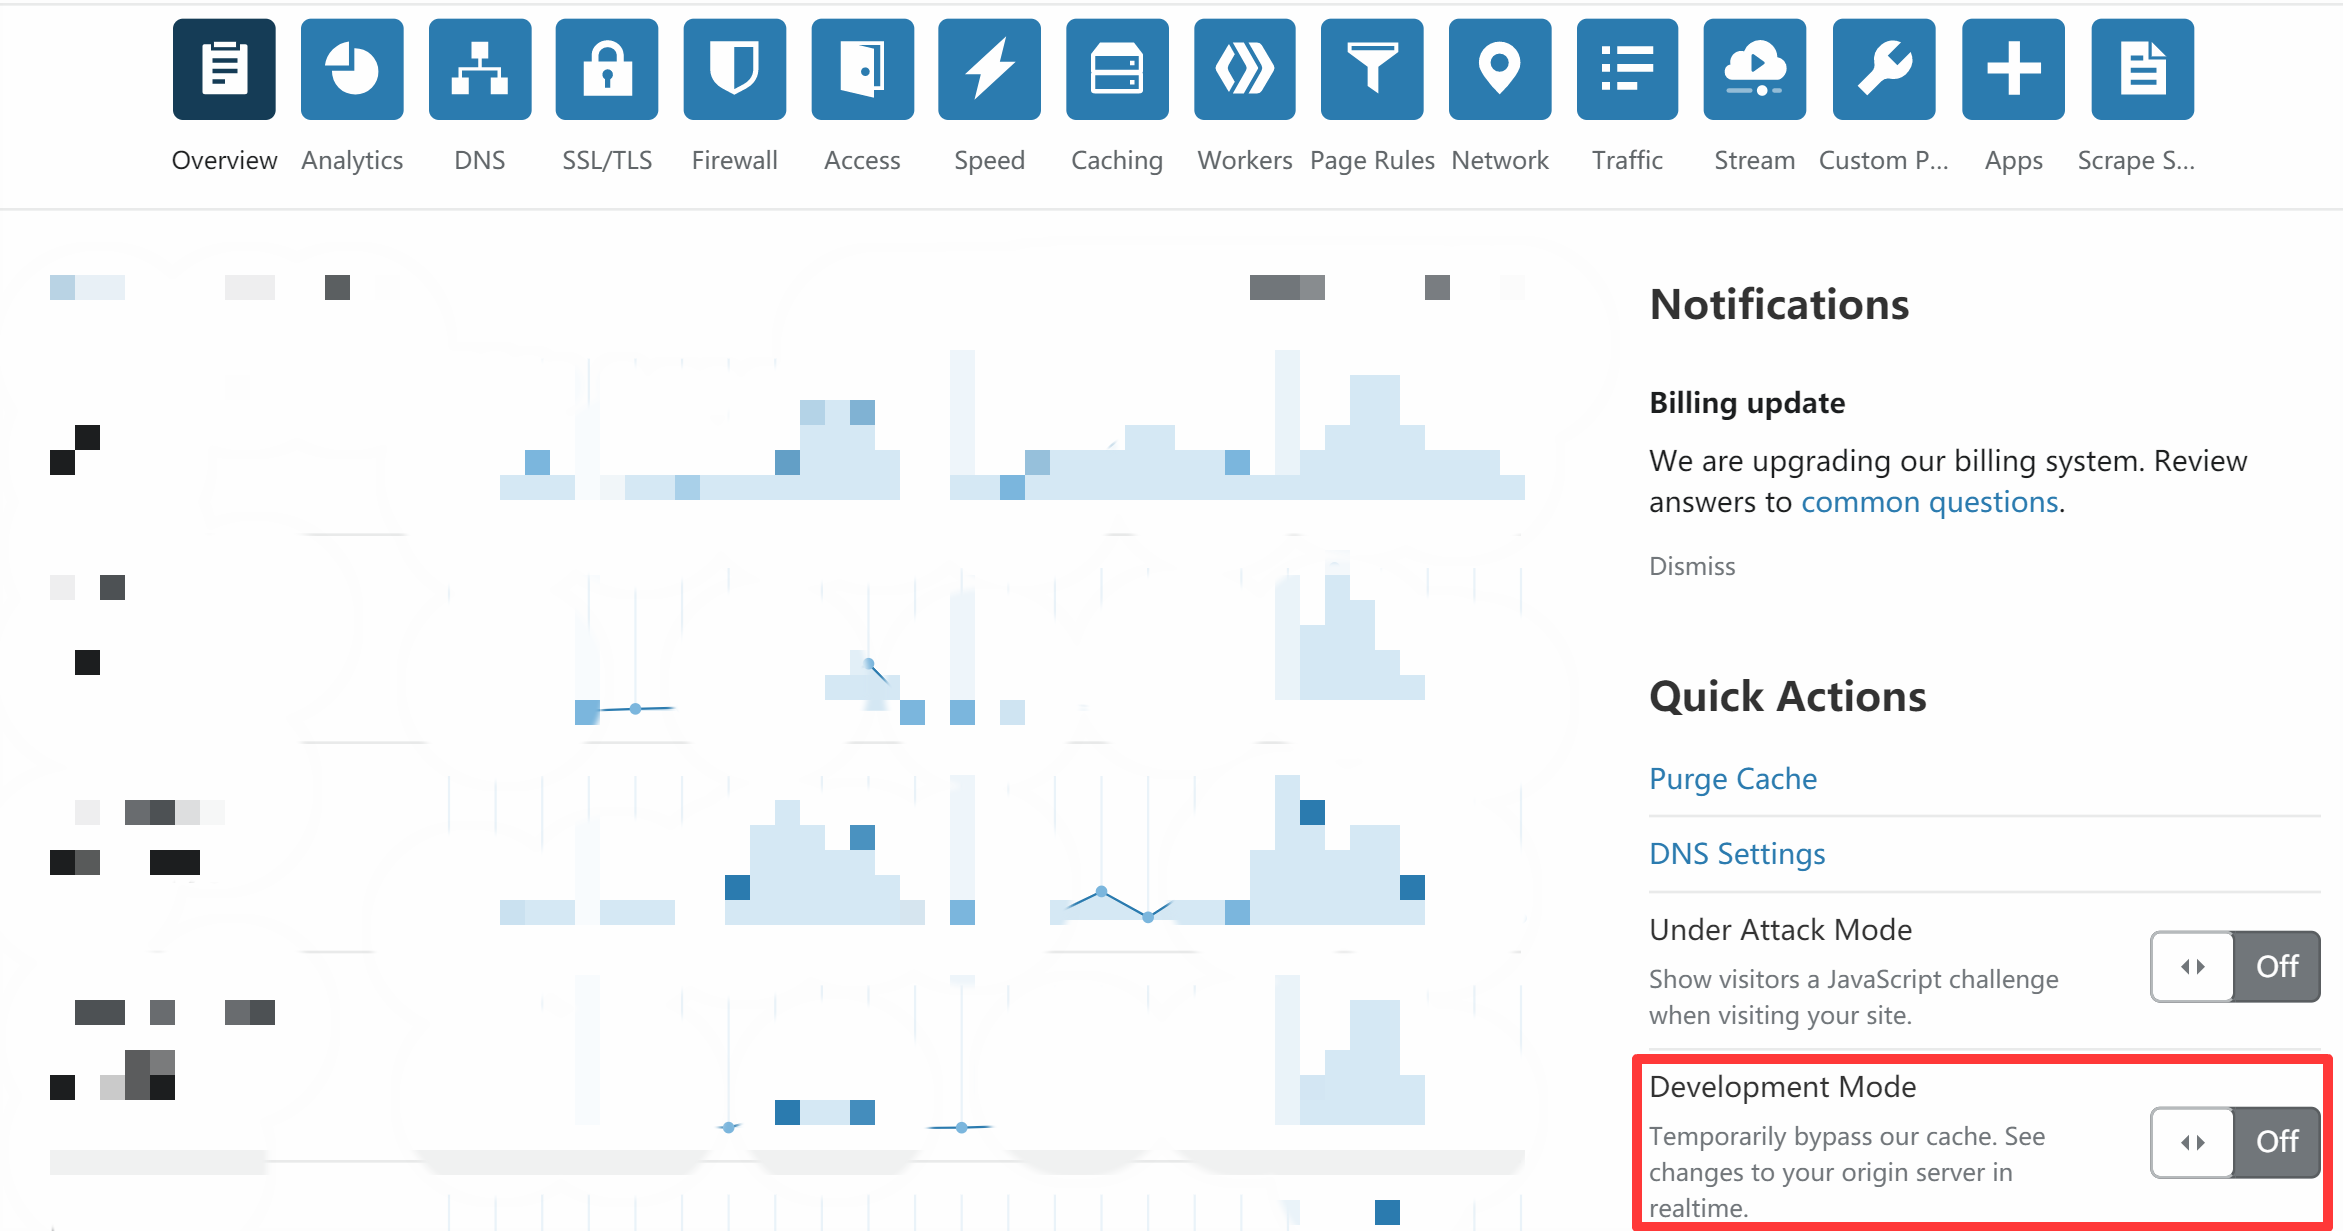 Overview Analytics DNS SSL/TLS Firewall Access Speed Caching Workers Page Rules Network Traffic Stream Custom P... Apps Scrape S...
Notifications
Billing update
We are upgrading our billing system. Review
answers to common questions.
Dismiss
Quick Actions
Purge Cache
DNS Settings
Under Attack Mode
Show visitors a JavaScript challenge
when visiting your site.
Off
Development Mode
Temporarily bypass our cache. See
changes to your origin server in
realtime.
Off